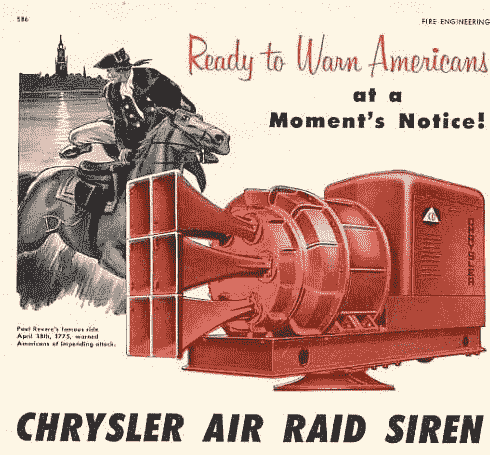 586
FIRE ENGINEERING
Ready to Warn Americans
at a
Moment's Notice!
CHRYSLER
Paul Revere's famous ride
April 18th, 1775, warned
Americans of impending attack.
CHRYSLER AIR RAID SIREN